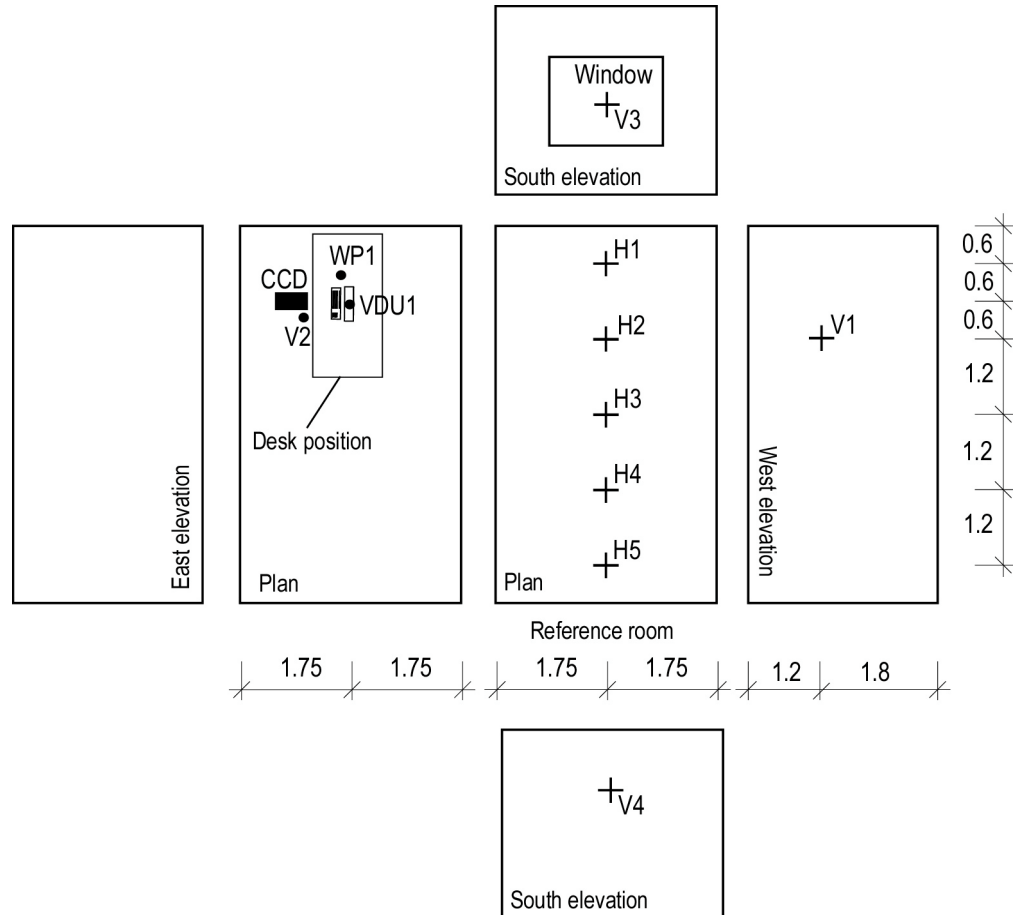 Window
V3
South elevation
WP1
CCD
VDU1
V2
Desk position
East elevation
Plan
H1
H2
H3
H4
H5
Plan
V1
West elevation
0.6
0.6
0.6
1.2
1.2
1.2
Reference room
1.75
1.75
1.75
1.75
1.2
1.8
V4
South elevation